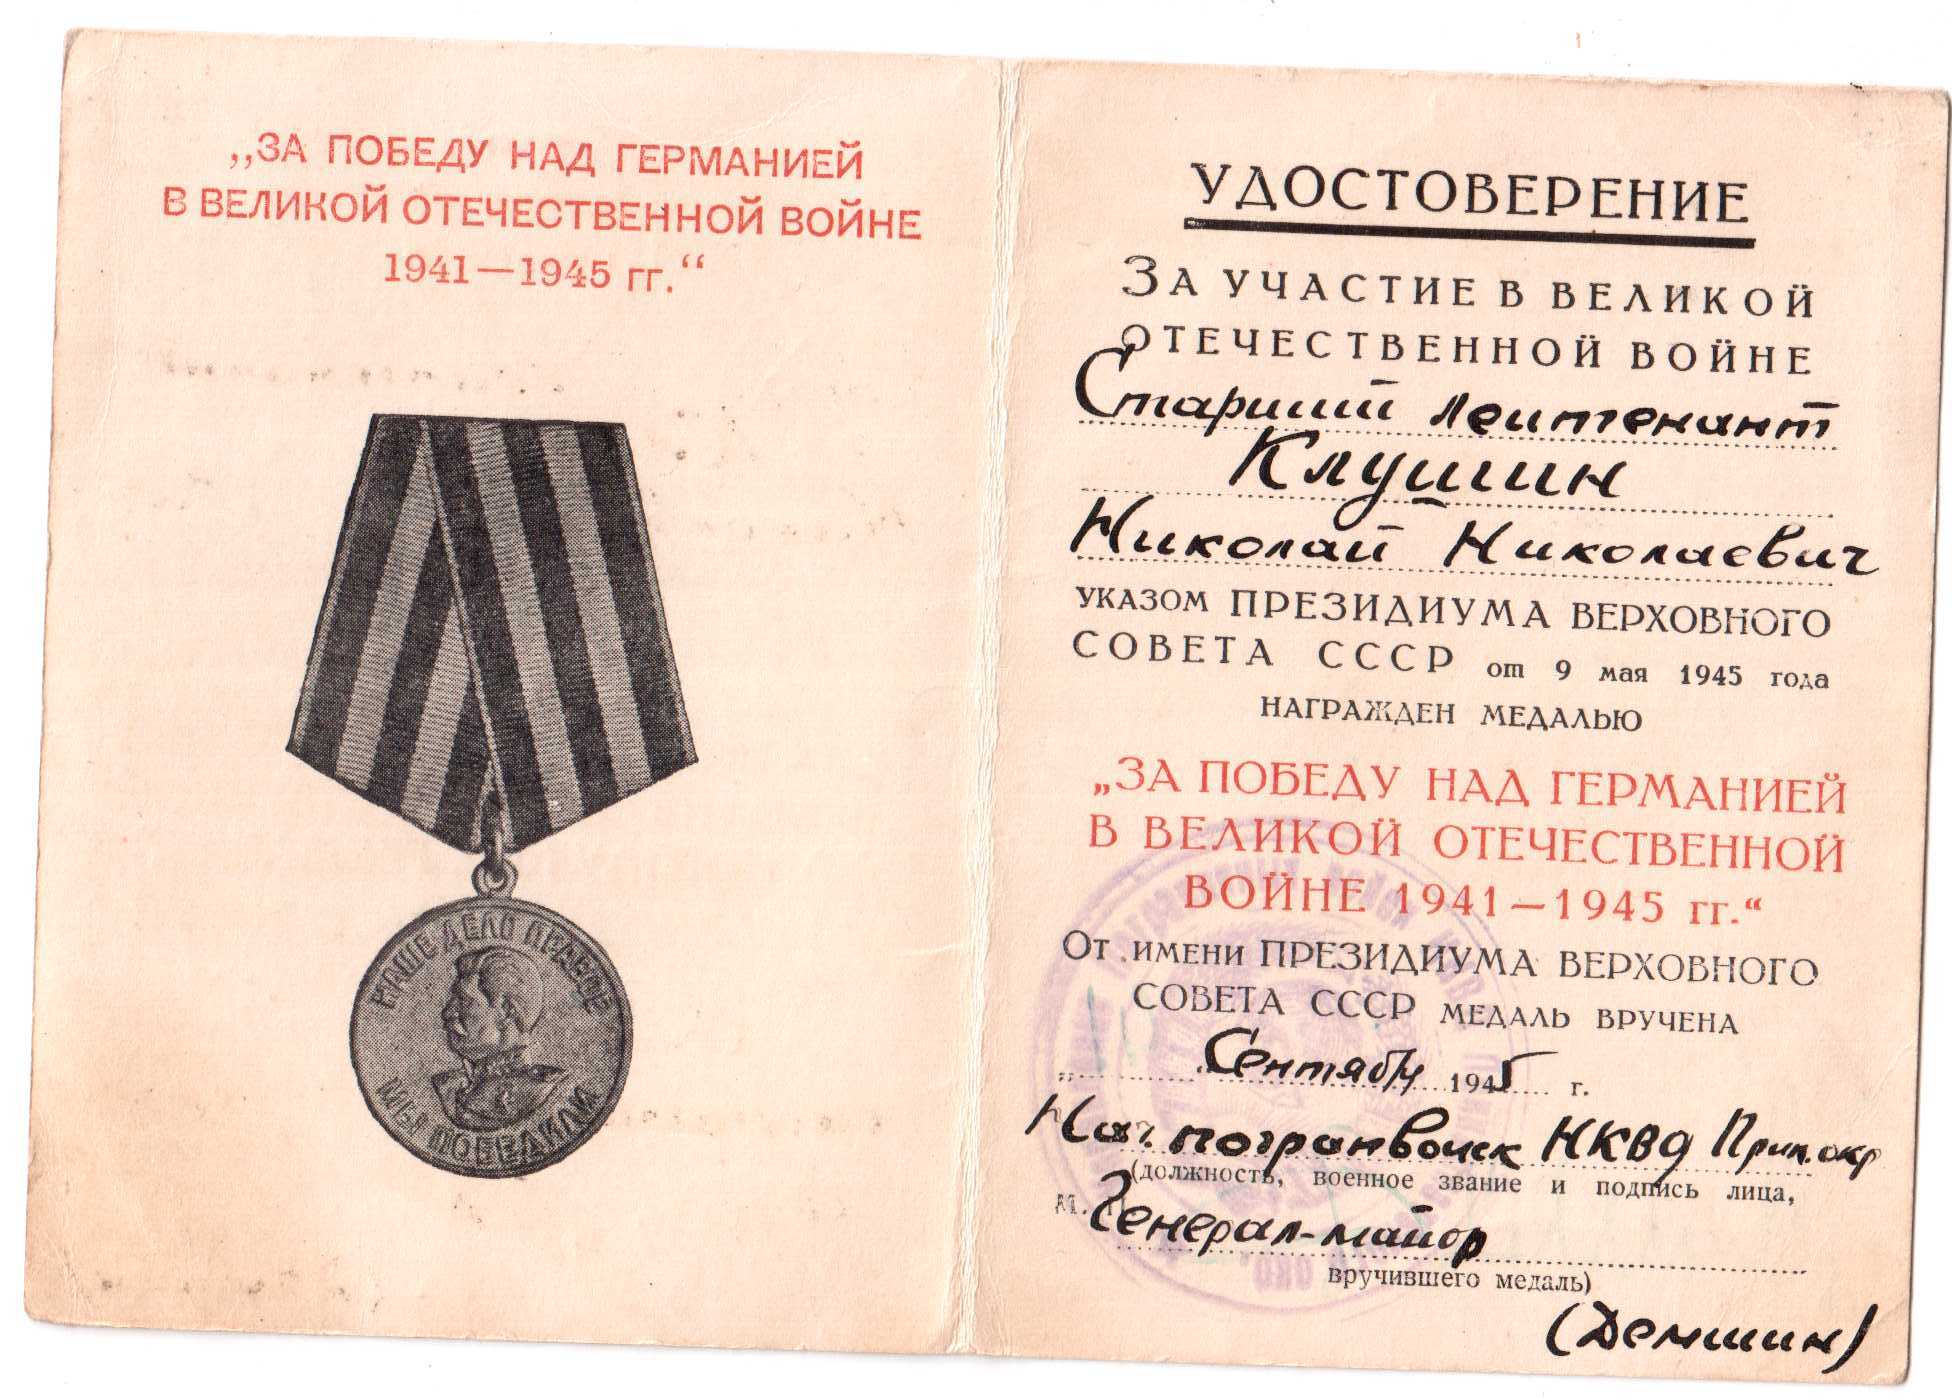 „ЗА ПОБЕДУ НАД ГЕРМАНИЕЙ
В ВЕЛИКОЙ ОТЕЧЕСТВЕННОЙ ВОЙНЕ
1941—1945 гг.“
НАШЕ ДЕЛО ПРАВОЕ
МЫ ПОБЕДИЛИ
УДОСТОВЕРЕНИЕ
ЗА УЧАСТИЕ В ВЕЛИКОЙ
ОТЕЧЕСТВЕННОЙ ВОЙНЕ
Старший лейтенант
Клушин
Николай Николаевич
УКАЗОМ ПРЕЗИДИУМА ВЕРХОВНОГО
СОВЕТА СССР от 9 мая 1945 года
НАГРАЖДЕН МЕДАЛЬЮ
„ЗА ПОБЕДУ НАД ГЕРМАНИЕЙ
В ВЕЛИКОЙ ОТЕЧЕСТВЕННОЙ
ВОЙНЕ 1941—1945 гг.“
ОТ ИМЕНИ ПРЕЗИДИУМА ВЕРХОВНОГО
СОВЕТА СССР МЕДАЛЬ ВРУЧЕНА
„ Сентября 1945 г.
Нач. погранвойск НКВД Прим. окр
(должность, военное звание и подпись лица,
М. П.
Генерал-майор
вручившего медаль)
(Демшин)